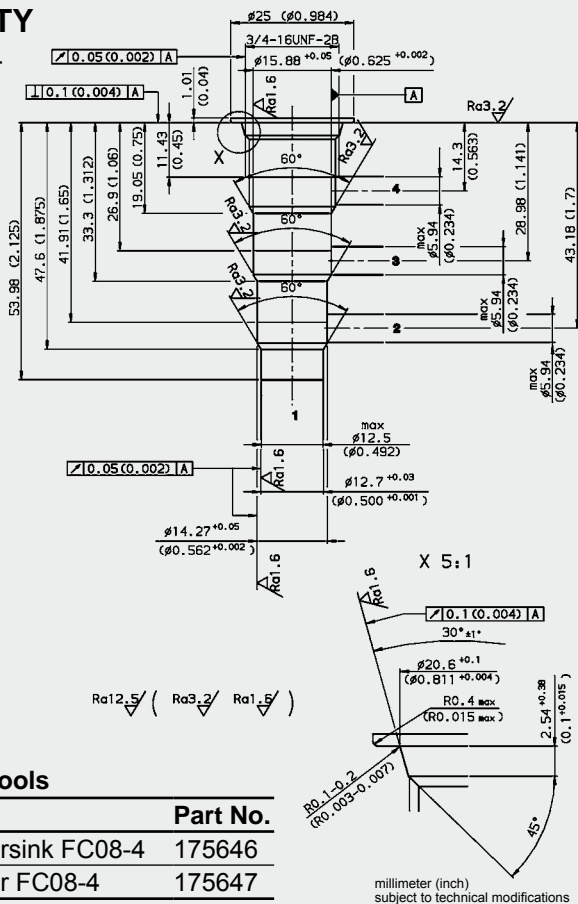 TY
ø25 (ø0.984)
3/4-16UNF-2B
ø15.88 +0.05 (ø0.625 +0.002)
0.05(0.002) A
0.1(0.004) A
1.01
(0.04)
Ra1.6
A
Ra3.2
X
Ra3.2
60°
11.43
(0.45)
19.05 (0.75)
26.9 (1.06)
33.3 (1.312)
41.91(1.65)
47.6 (1.875)
53.98 (2.125)
14.3
(0.563)
28.98 (1.141)
43.18 (1.7)
4
max
ø5.94
(ø0.234)
Ra3.2
60°
3
max
ø5.94
(ø0.234)
Ra3.2
60°
2
max
ø5.94
(ø0.234)
1
max
ø12.5
(ø0.492)
0.05(0.002) A
Ra1.6
ø12.7 +0.03
(ø0.500 +0.001)
ø14.27 +0.05
(ø0.562 +0.002)
Ra1.6
X 5:1
Ra1.6
0.1(0.004) A
30° ±1°
ø20.6 +0.1
(ø0.811 +0.004)
R0.4 max
(R0.015 max)
2.54 +0.38
(0.1 +0.015)
R0.1-0.2
(R0.003-0.007)
45°
Ra12.5 ( Ra3.2 Ra1.6 )
ools
Part No.
rsink FC08-4 175646
r FC08-4 175647
millimeter (inch)
subject to technical modifications